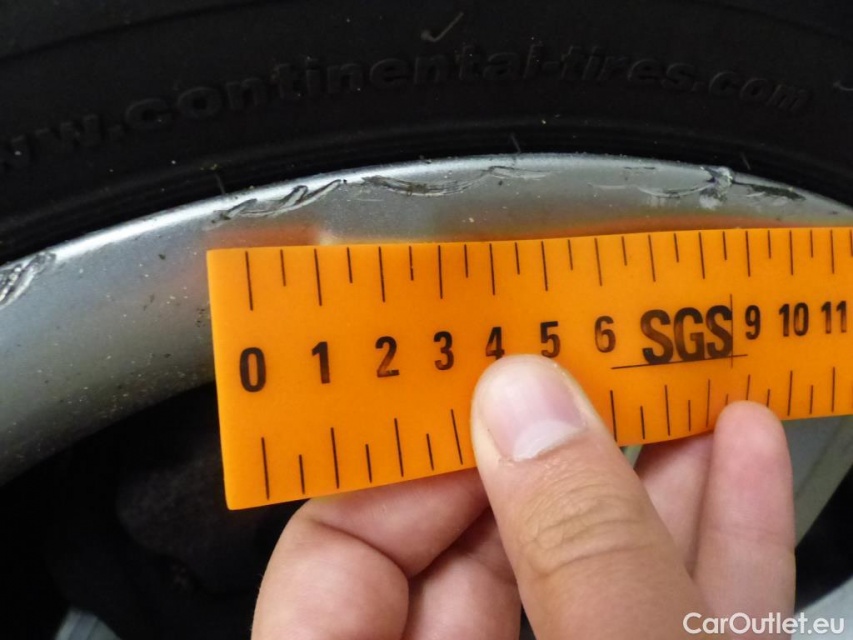 www.continental-tires.com
0 1 2 3 4 5 6 SGS 9 10 11
CarOutlet.eu